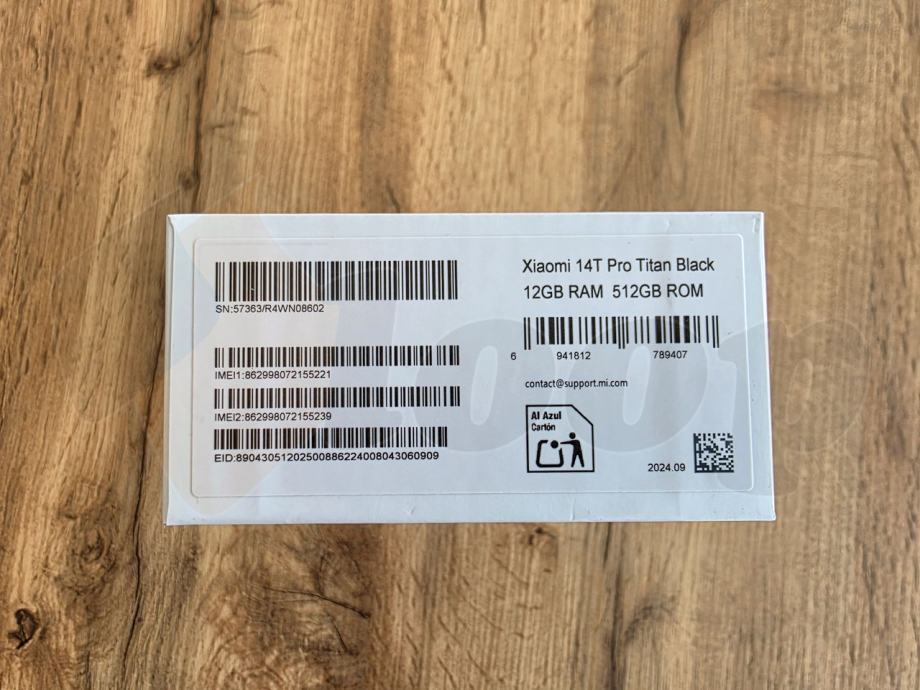 SN:57363/R4WN08602
IMEI1:862998072155221
IMEI2:862998072155239
EID:89043051202500886224008043060909
Xiaomi 14T Pro Titan Black
12GB RAM 512GB ROM
6 941812 789407
contact@support.mi.com
Al Azul
Cartón
2024.09
loop